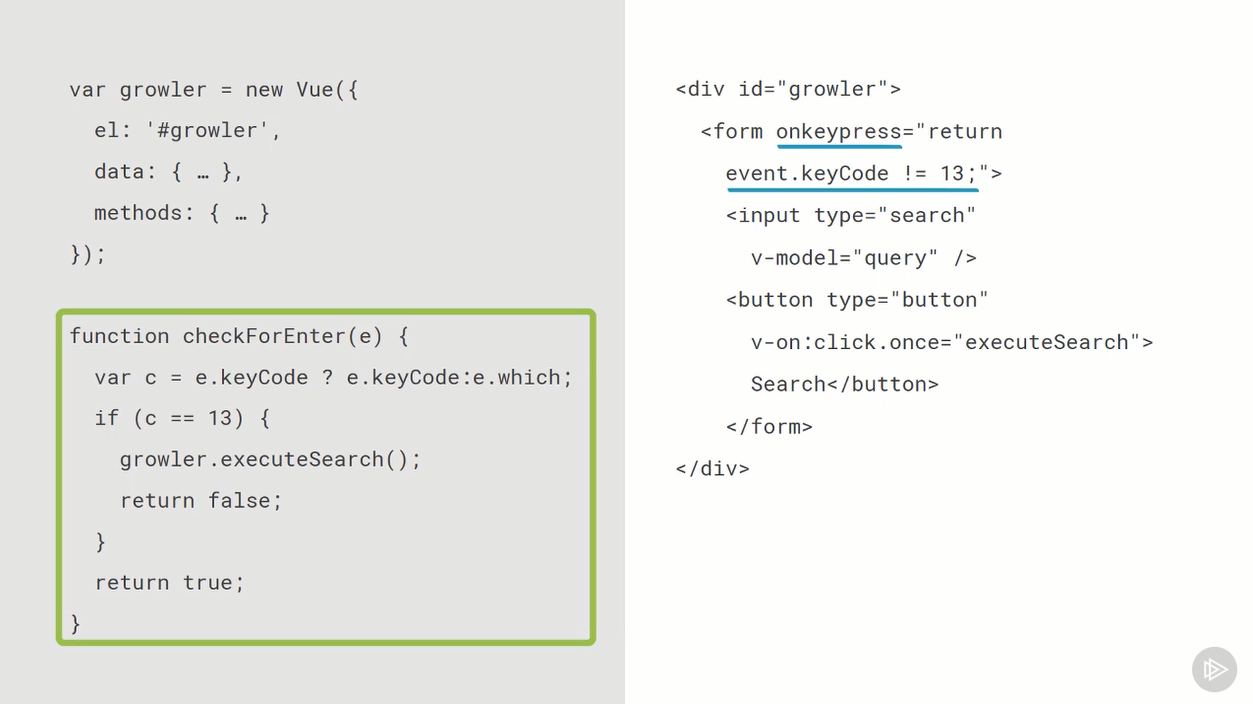 var growler = new Vue({
  el: '#growler',
  data: { … },
  methods: { … }
});
function checkForEnter(e) {
  var c = e.keyCode ? e.keyCode:e.which;
  if (c == 13) {
    growler.executeSearch();
    return false;
  }
  return true;
}
<div id="growler">
  <form onkeypress="return
    event.keyCode != 13;">
    <input type="search"
      v-model="query" />
    <button type="button"
      v-on:click.once="executeSearch">
      Search</button>
    </form>
</div>